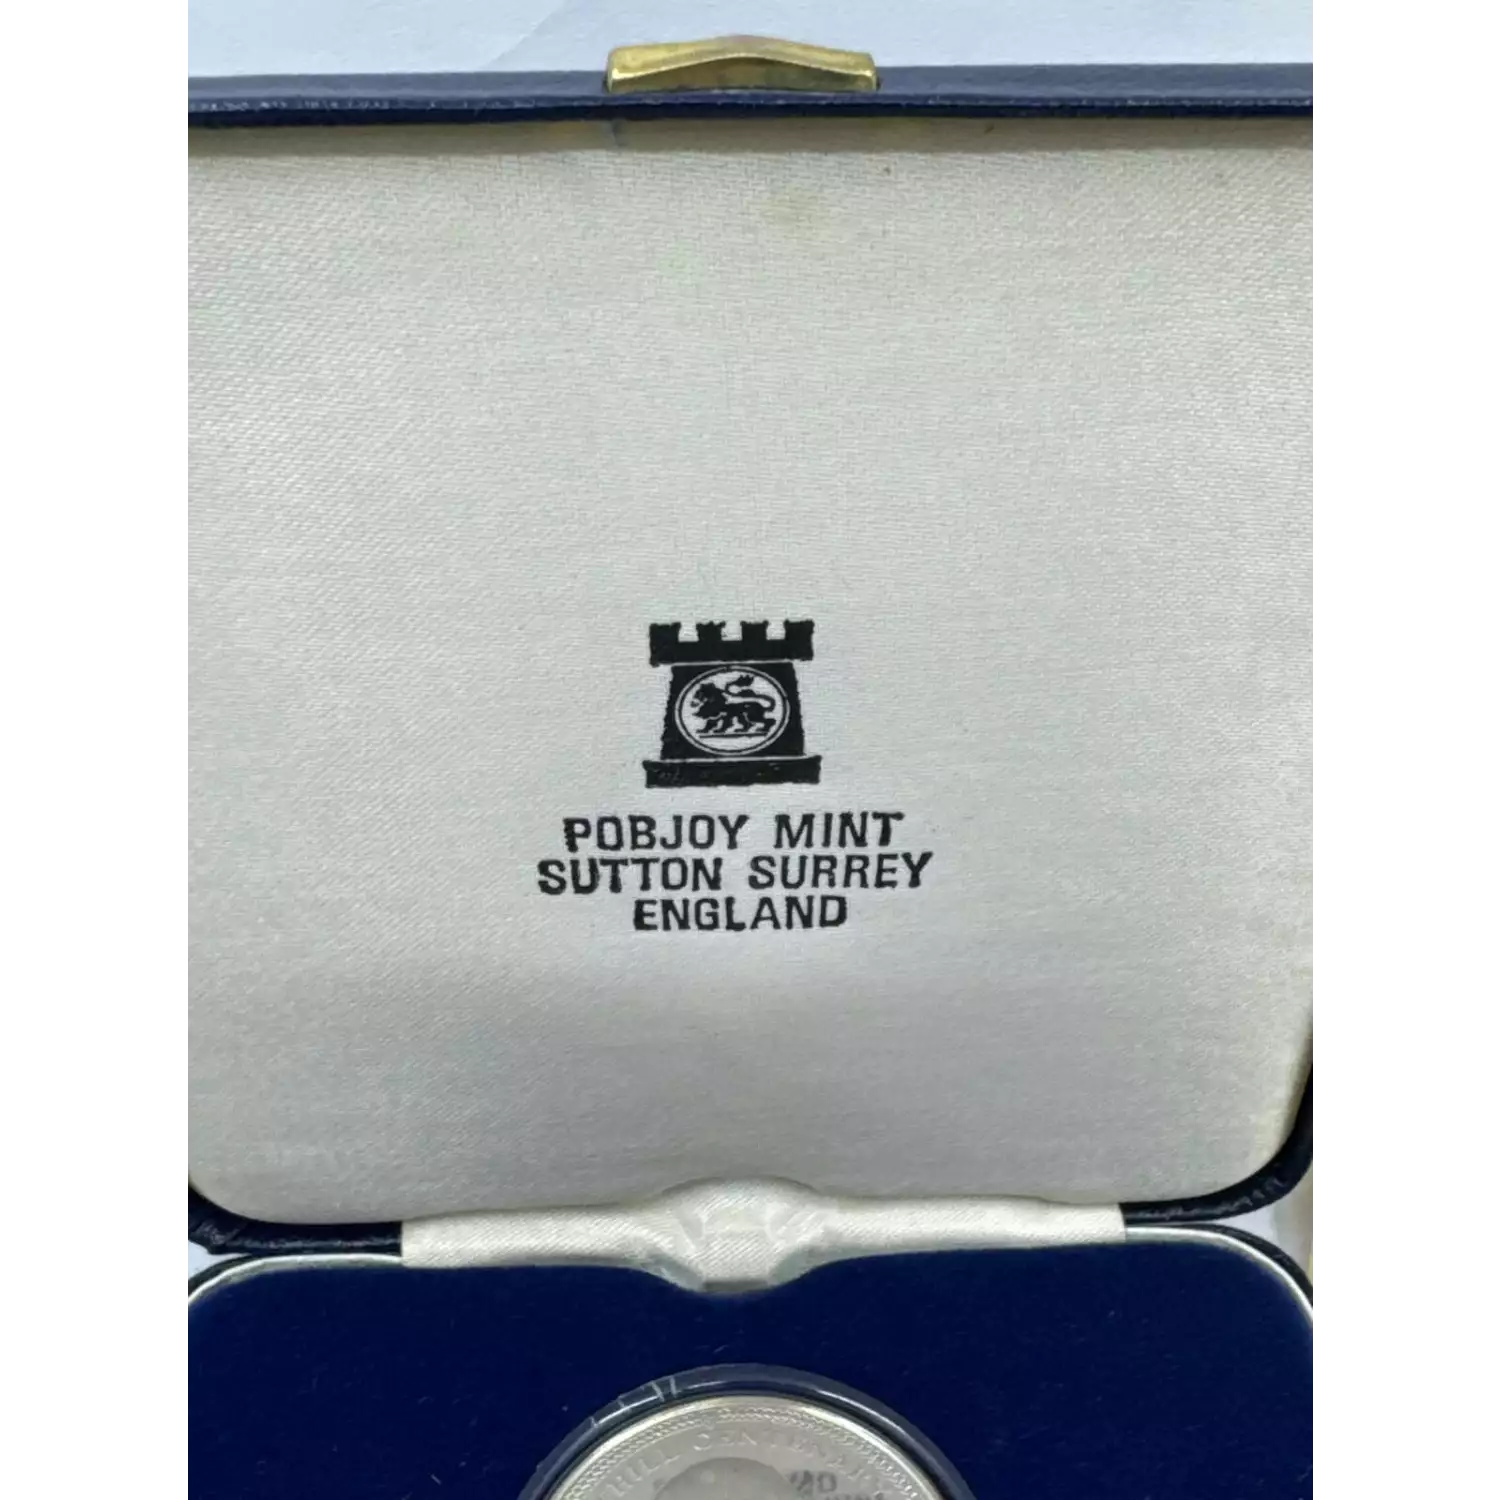 POBJOY MINT
SUTTON SURREY
ENGLAND